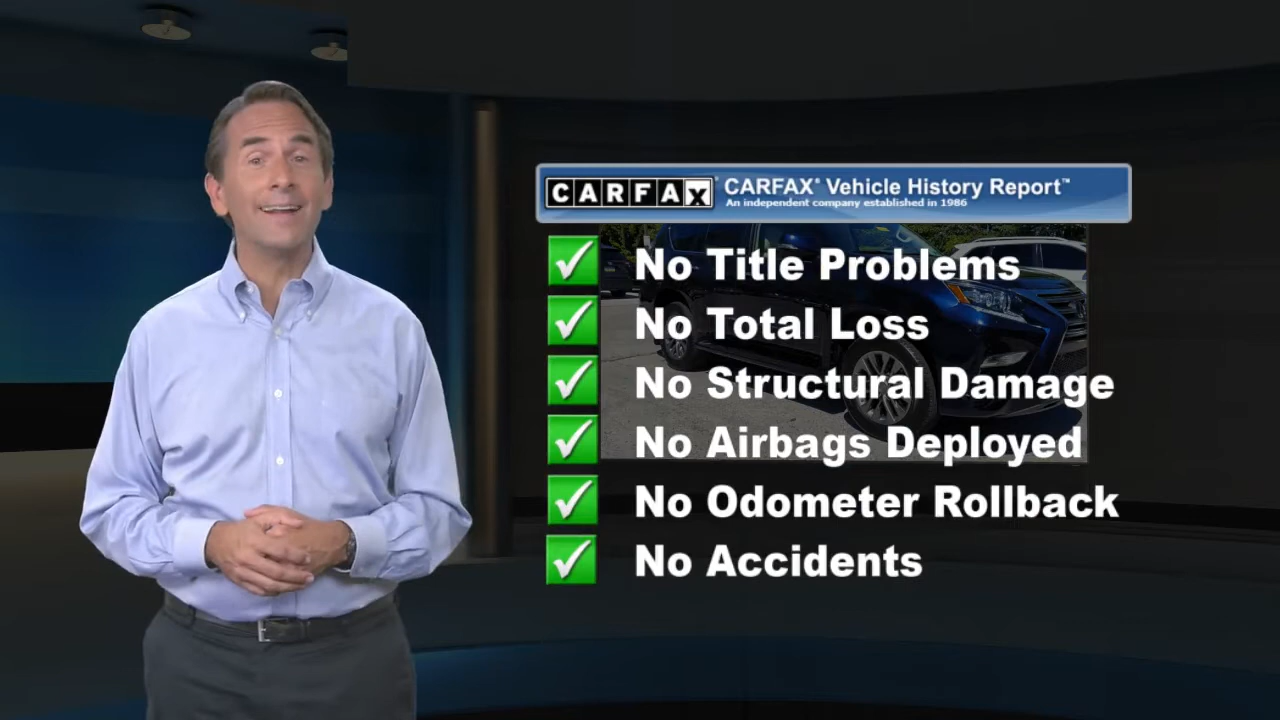 CARFAX® CARFAX® Vehicle History Report™
An independent company established in 1986
No Title Problems
No Total Loss
No Structural Damage
No Airbags Deployed
No Odometer Rollback
No Accidents